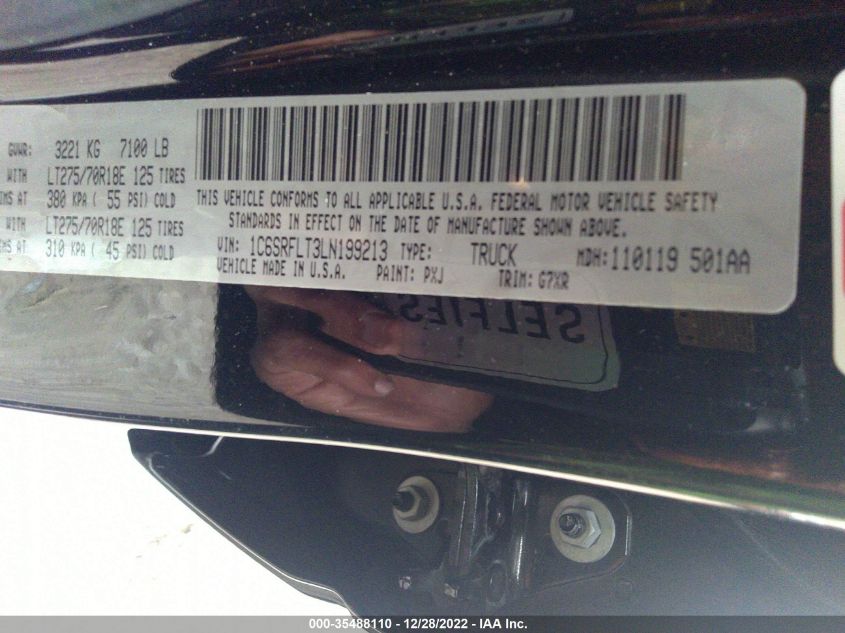 GVWR: 3221 KG 7100 LB
WITH LT275/70R18E 125 TIRES
IMS AT 380 KPA ( 55 PSI) COLD
WITH LT275/70R18E 125 TIRES
IMS AT 310 KPA ( 45 PSI) COLD
THIS VEHICLE CONFORMS TO ALL APPLICABLE U.S.A. FEDERAL MOTOR VEHICLE SAFETY
STANDARDS IN EFFECT ON THE DATE OF MANUFACTURE SHOWN ABOVE.
VIN: 1C6SRFLT3LN199213 TYPE: TRUCK MDH: 110119 501AA
VEHICLE MADE IN U.S.A. PAINT: PXJ TRIM: G7XR
SELFIES
000-35488110 - 12/28/2022 - IAA Inc.